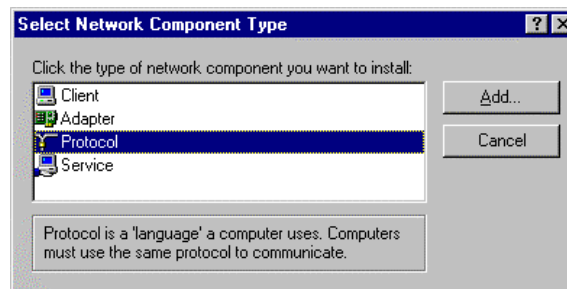 Select Network Component Type
Click the type of network component you want to install:
Client
Adapter
Protocol
Service
Add...
Cancel
Protocol is a 'language' a computer uses. Computers
must use the same protocol to communicate.